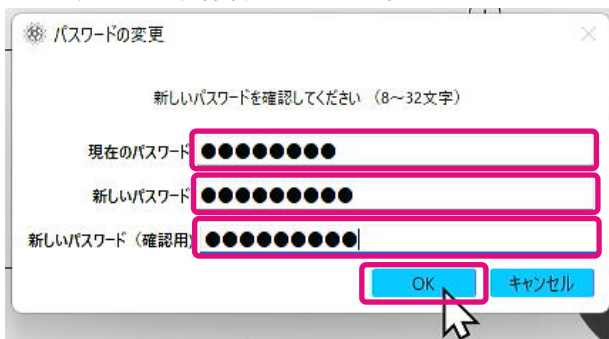 パスワードの変更
新しいパスワードを確認してください （8～32文字）
現在のパスワード ●●●●●●●●
新しいパスワード ●●●●●●●●●
新しいパスワード（確認用) ●●●●●●●●●
OK キャンセル